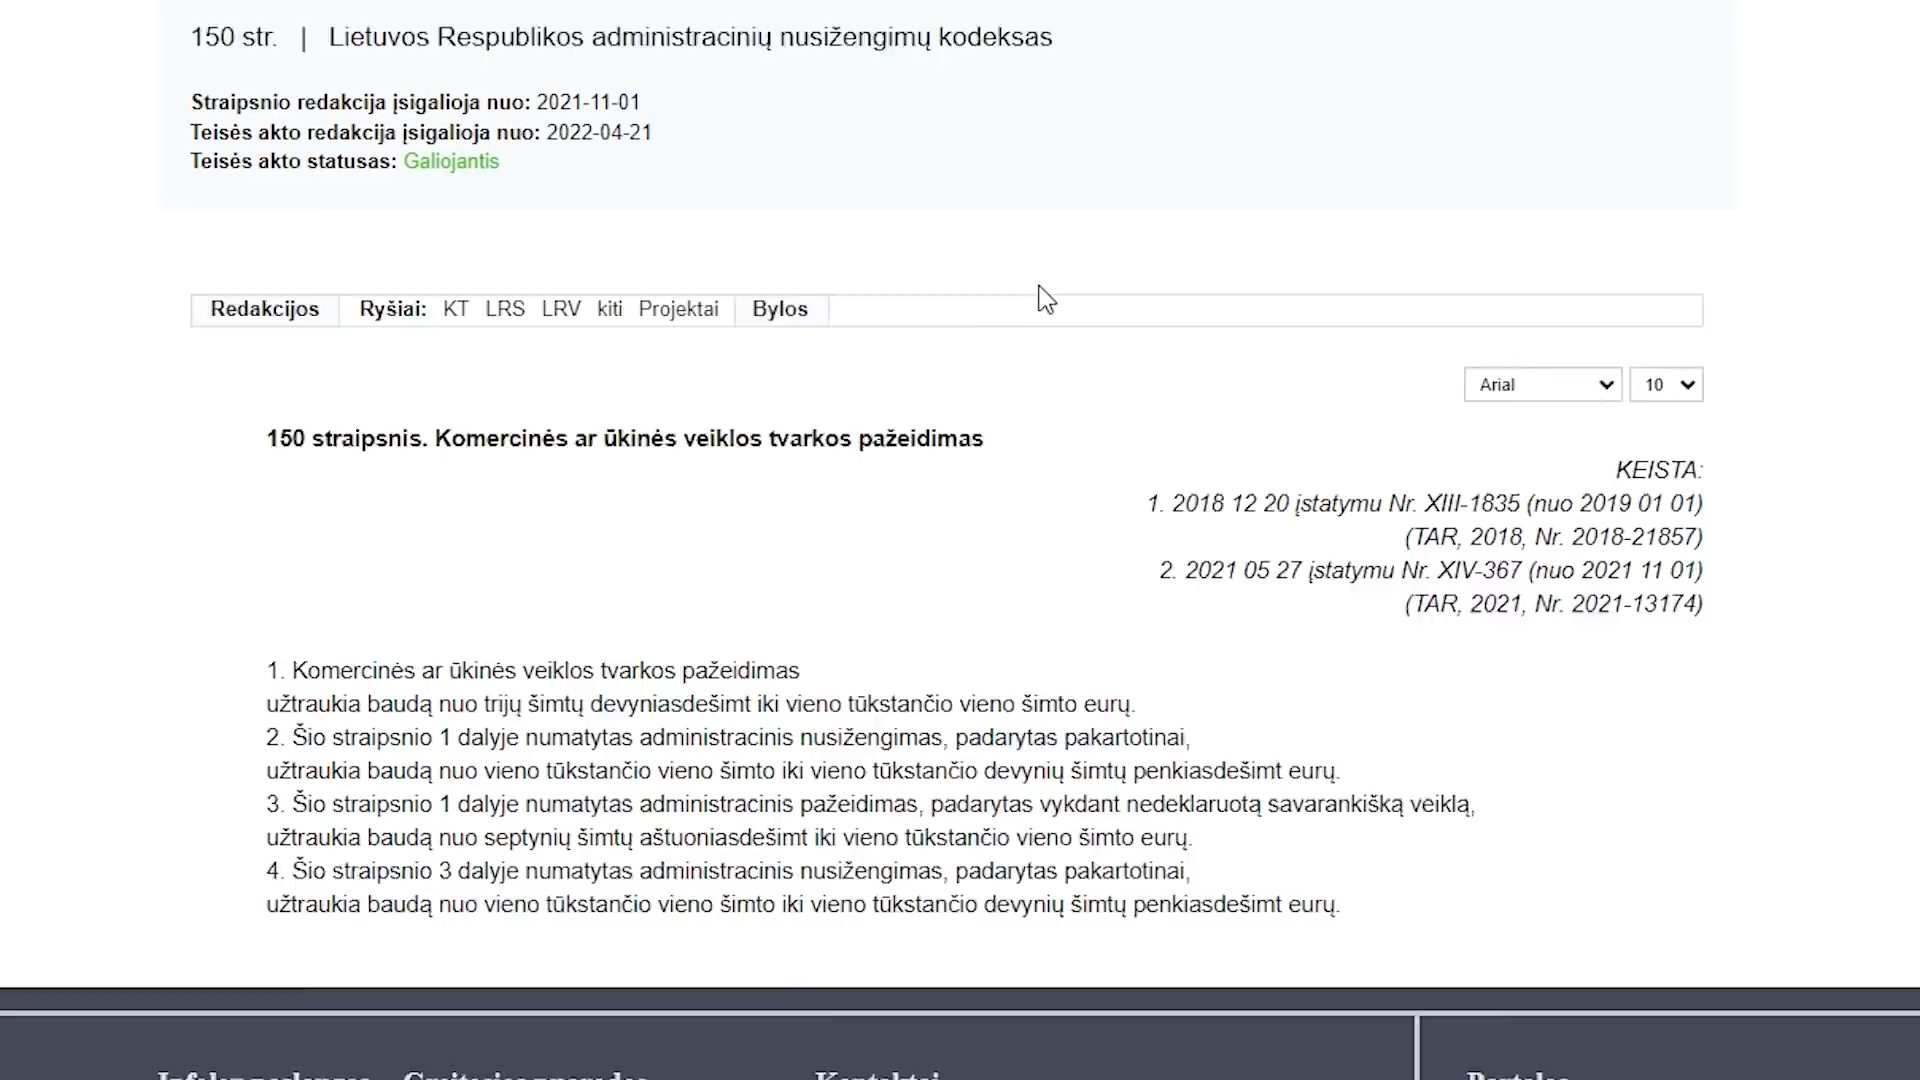 150 str. | Lietuvos Respublikos administracinių nusižengimų kodeksas
Straipsnio redakcija įsigalioja nuo: 2021-11-01
Teisės akto redakcija įsigalioja nuo: 2022-04-21
Teisės akto statusas: Galiojantis
Redakcijos Ryšiai: KT LRS LRV kiti Projektai Bylos
Arial 10
150 straipsnis. Komercinės ar ūkinės veiklos tvarkos pažeidimas
KEISTA:
1. 2018 12 20 įstatymu Nr. XIII-1835 (nuo 2019 01 01)
(TAR, 2018, Nr. 2018-21857)
2. 2021 05 27 įstatymu Nr. XIV-367 (nuo 2021 11 01)
(TAR, 2021, Nr. 2021-13174)
1. Komercinės ar ūkinės veiklos tvarkos pažeidimas
užtraukia baudą nuo trijų šimtų devyniasdešimt iki vieno tūkstančio vieno šimto eurų.
2. Šio straipsnio 1 dalyje numatytas administracinis nusižengimas, padarytas pakartotinai,
užtraukia baudą nuo vieno tūkstančio vieno šimto iki vieno tūkstančio devynių šimtų penkiasdešimt eurų.
3. Šio straipsnio 1 dalyje numatytas administracinis pažeidimas, padarytas vykdant nedeklaruotą savarankišką veiklą,
užtraukia baudą nuo septynių šimtų aštuoniasdešimt iki vieno tūkstančio vieno šimto eurų.
4. Šio straipsnio 3 dalyje numatytas administracinis nusižengimas, padarytas pakartotinai,
užtraukia baudą nuo vieno tūkstančio vieno šimto iki vieno tūkstančio devynių šimtų penkiasdešimt eurų.
Kontaktai